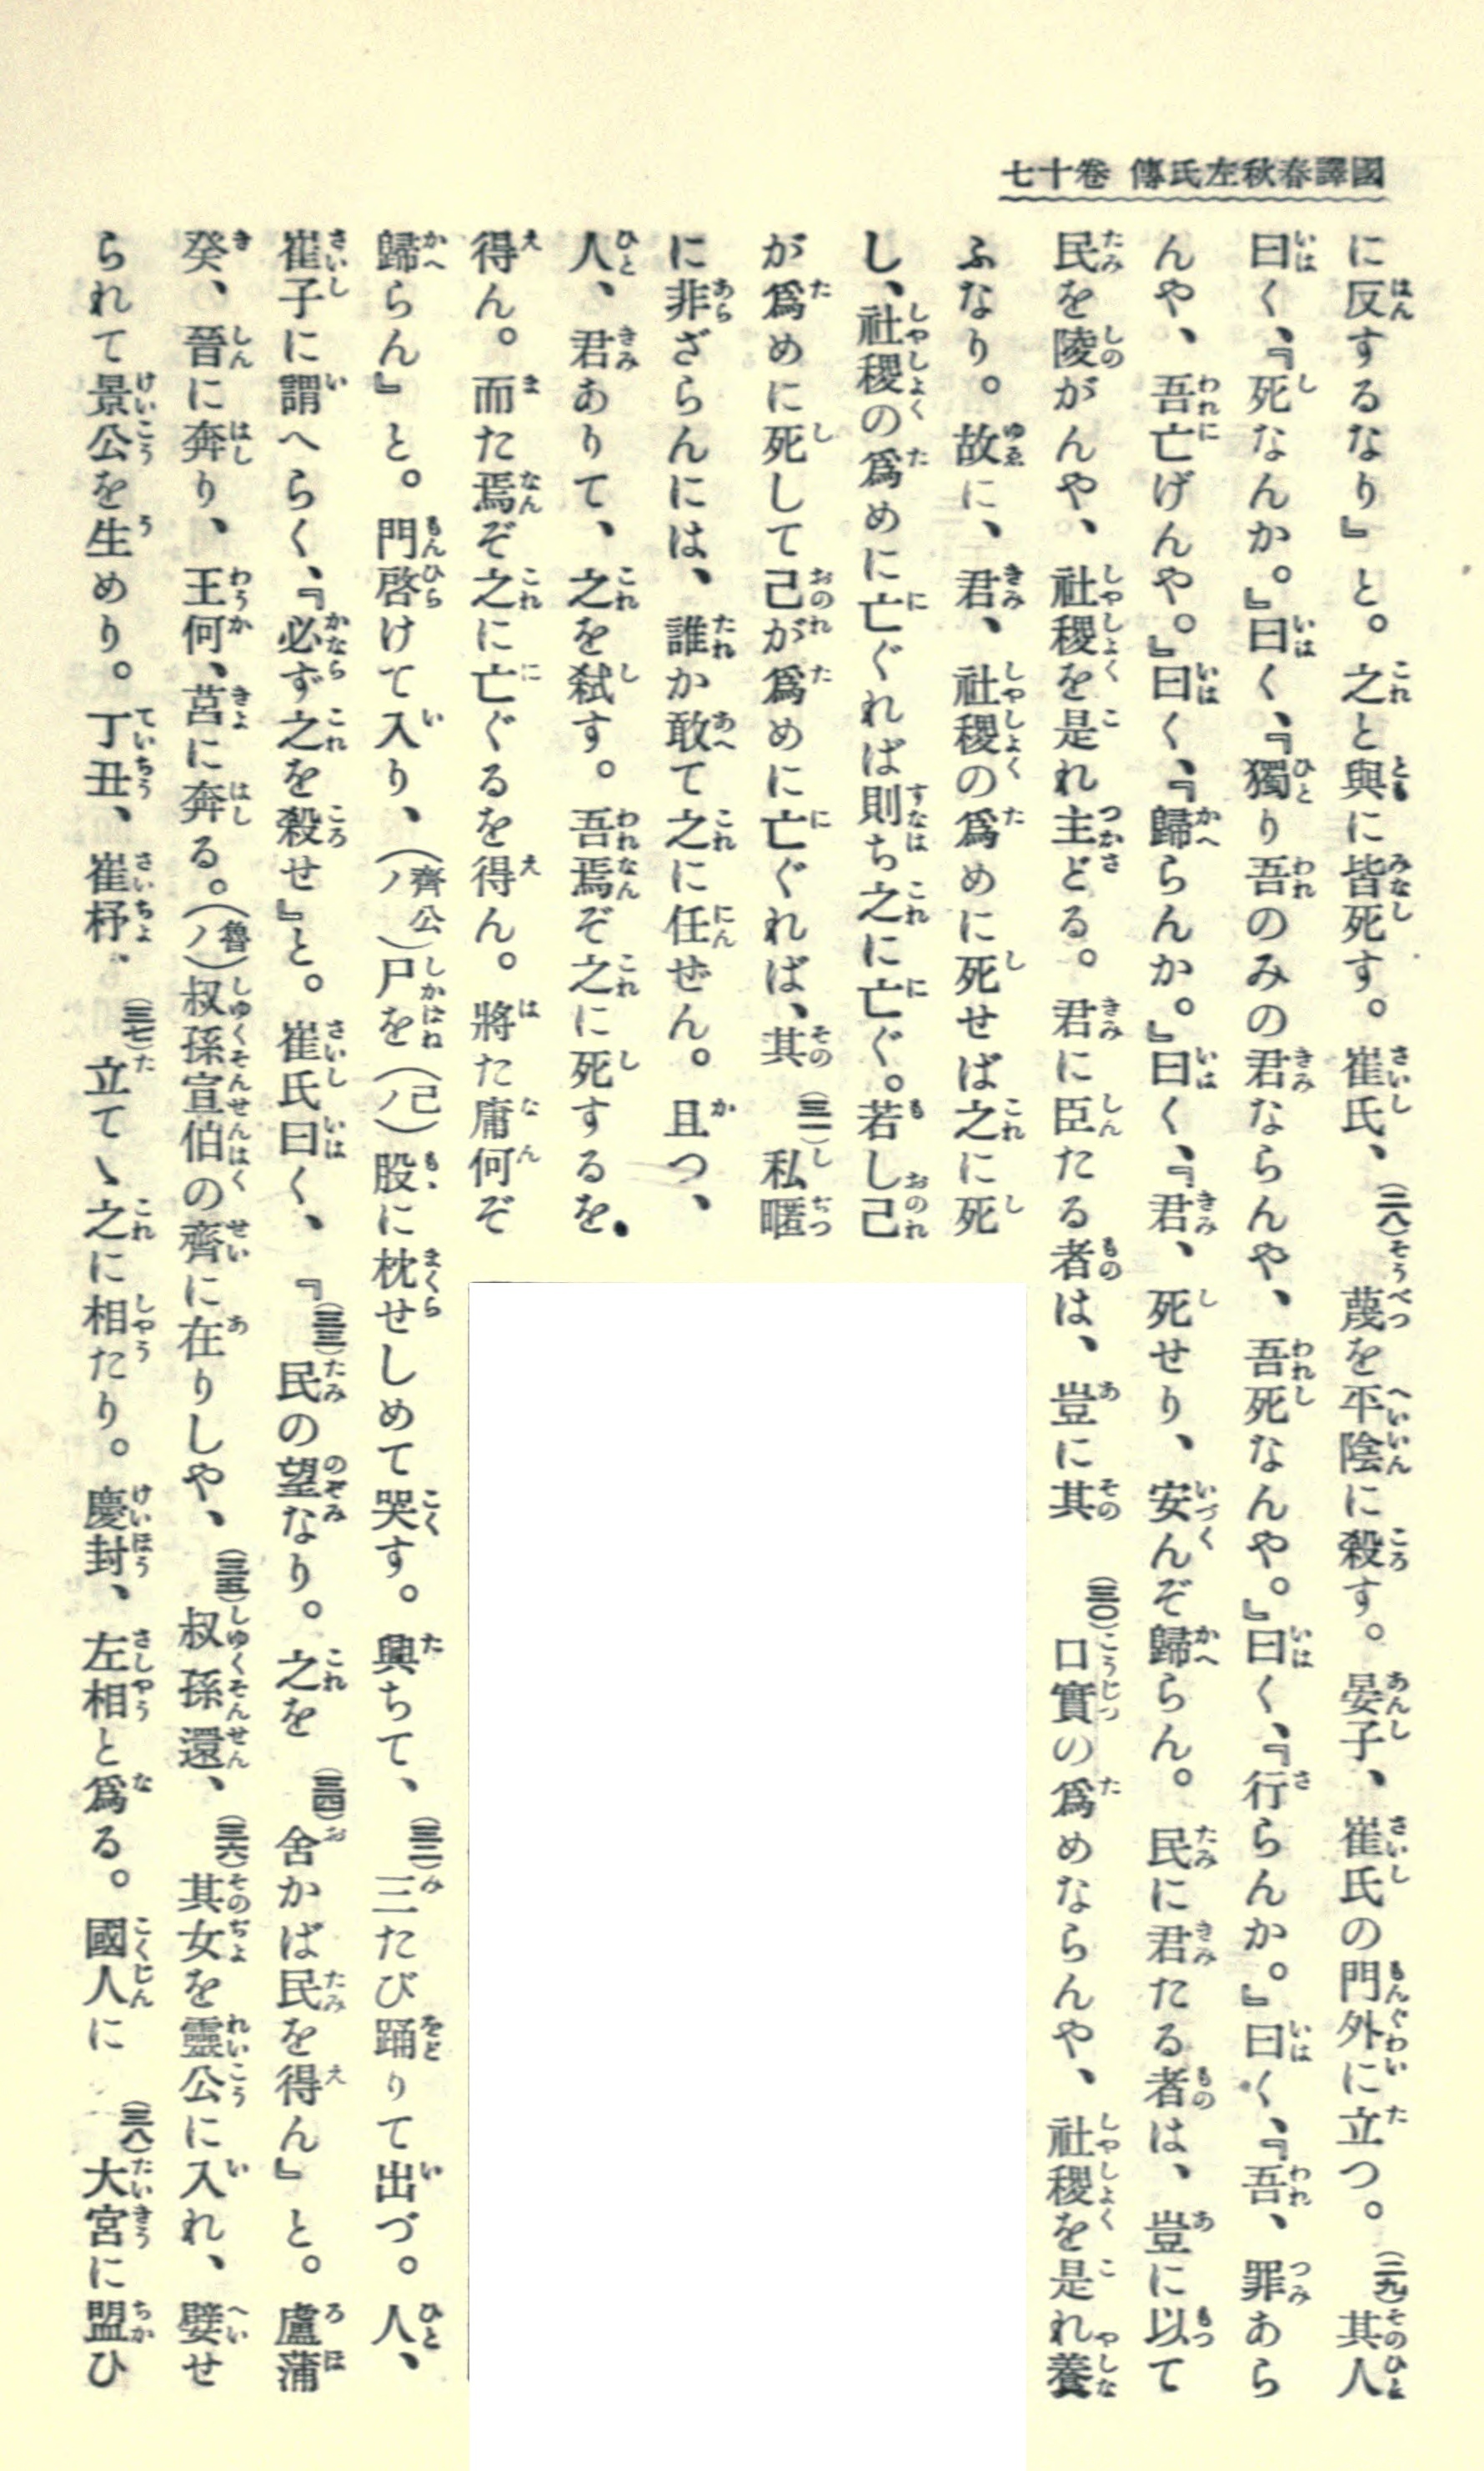 國譯春秋左氏傳 卷十七
に反するなり』と。之と與に皆死す。崔氏、(二八)蔑を平陰に殺す。晏子、崔氏の門外に立つ。(二九)其人
曰く、『死なんか。』曰く、『獨り吾のみの君ならんや、吾死なんや。』曰く、『行らんか。』曰く、『吾、罪あら
んや、吾亡げんや。』曰く、『歸らんか。』曰く、『君、死せり、安んぞ歸らん。民に君たる者は、豈に以て
民を陵がんや、社稷を是れ主どる。君に臣たる者は、豈に其(三〇)口實の爲めならんや、社稷を是れ養
ふなり。故に、君、社稷の爲めに死せば之に死
し、社稷の爲めに亡ぐれば則ち之に亡ぐ。若し己
が爲めに死して己が爲めに亡ぐれば、其(三一)私暱
に非ざらんには、誰か敢て之に任ぜん。且つ、
人、君ありて、之を弑す。吾焉ぞ之に死するを
得ん。而た焉ぞ之に亡ぐるを得ん。將た庸何ぞ
歸らん』と。門啓けて入り、(齊公ノ)尸を(己ノ)股に枕せしめて哭す。興ちて、(三二)三たび踊りて出づ。人、
崔子に謂へらく、『必ず之を殺せ』と。崔氏曰く、『(三三)民の望なり。之を(三四)舍かば民を得ん』と。盧蒲
癸、晉に奔り、王何、莒に奔る。(魯ノ)叔孫宣伯の齊に在りしや、(三五)叔孫還、(三六)其女を靈公に入れ、嬖せ
られて景公を生めり。丁丑、崔杼(三七)立てゝ之に相たり。慶封、左相と爲る。國人に(三八)大宮に盟ひ